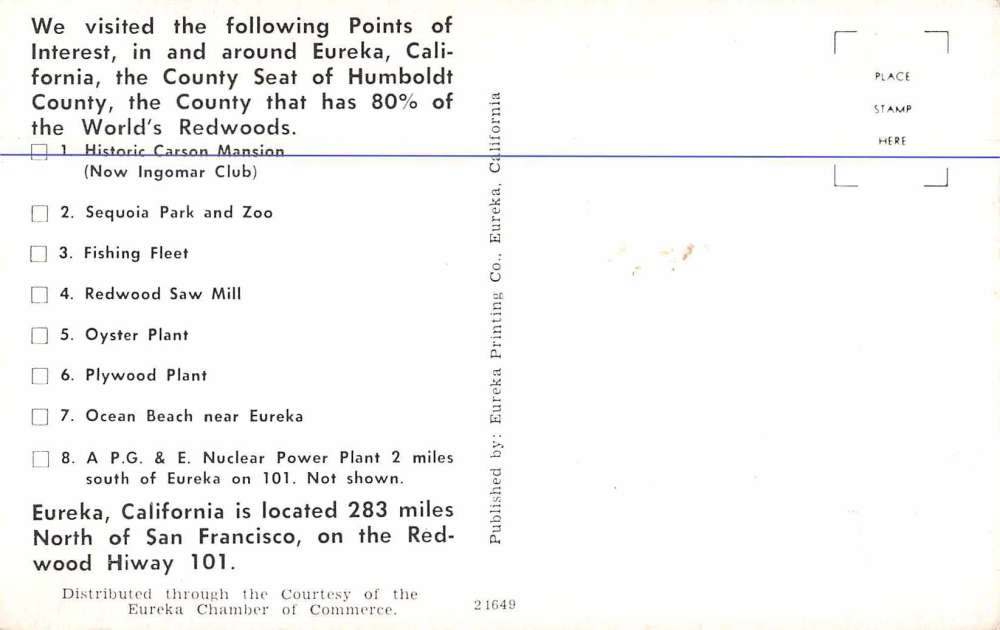 We visited the following Points of
Interest, in and around Eureka, Cali-
fornia, the County Seat of Humboldt
County, the County that has 80% of
the World's Redwoods.
1 Historic Carson Mansion
(Now Ingomar Club)
2. Sequoia Park and Zoo
3. Fishing Fleet
4. Redwood Saw Mill
5. Oyster Plant
6. Plywood Plant
7. Ocean Beach near Eureka
8. A P.G. & E. Nuclear Power Plant 2 miles
south of Eureka on 101. Not shown.
Eureka, California is located 283 miles
North of San Francisco, on the Red-
wood Hiway 101.
Distributed through the Courtesy of the
Eureka Chamber of Commerce.
Published by: Eureka Printing Co., Eureka, California
21649
PLACE
STAMP
HERE